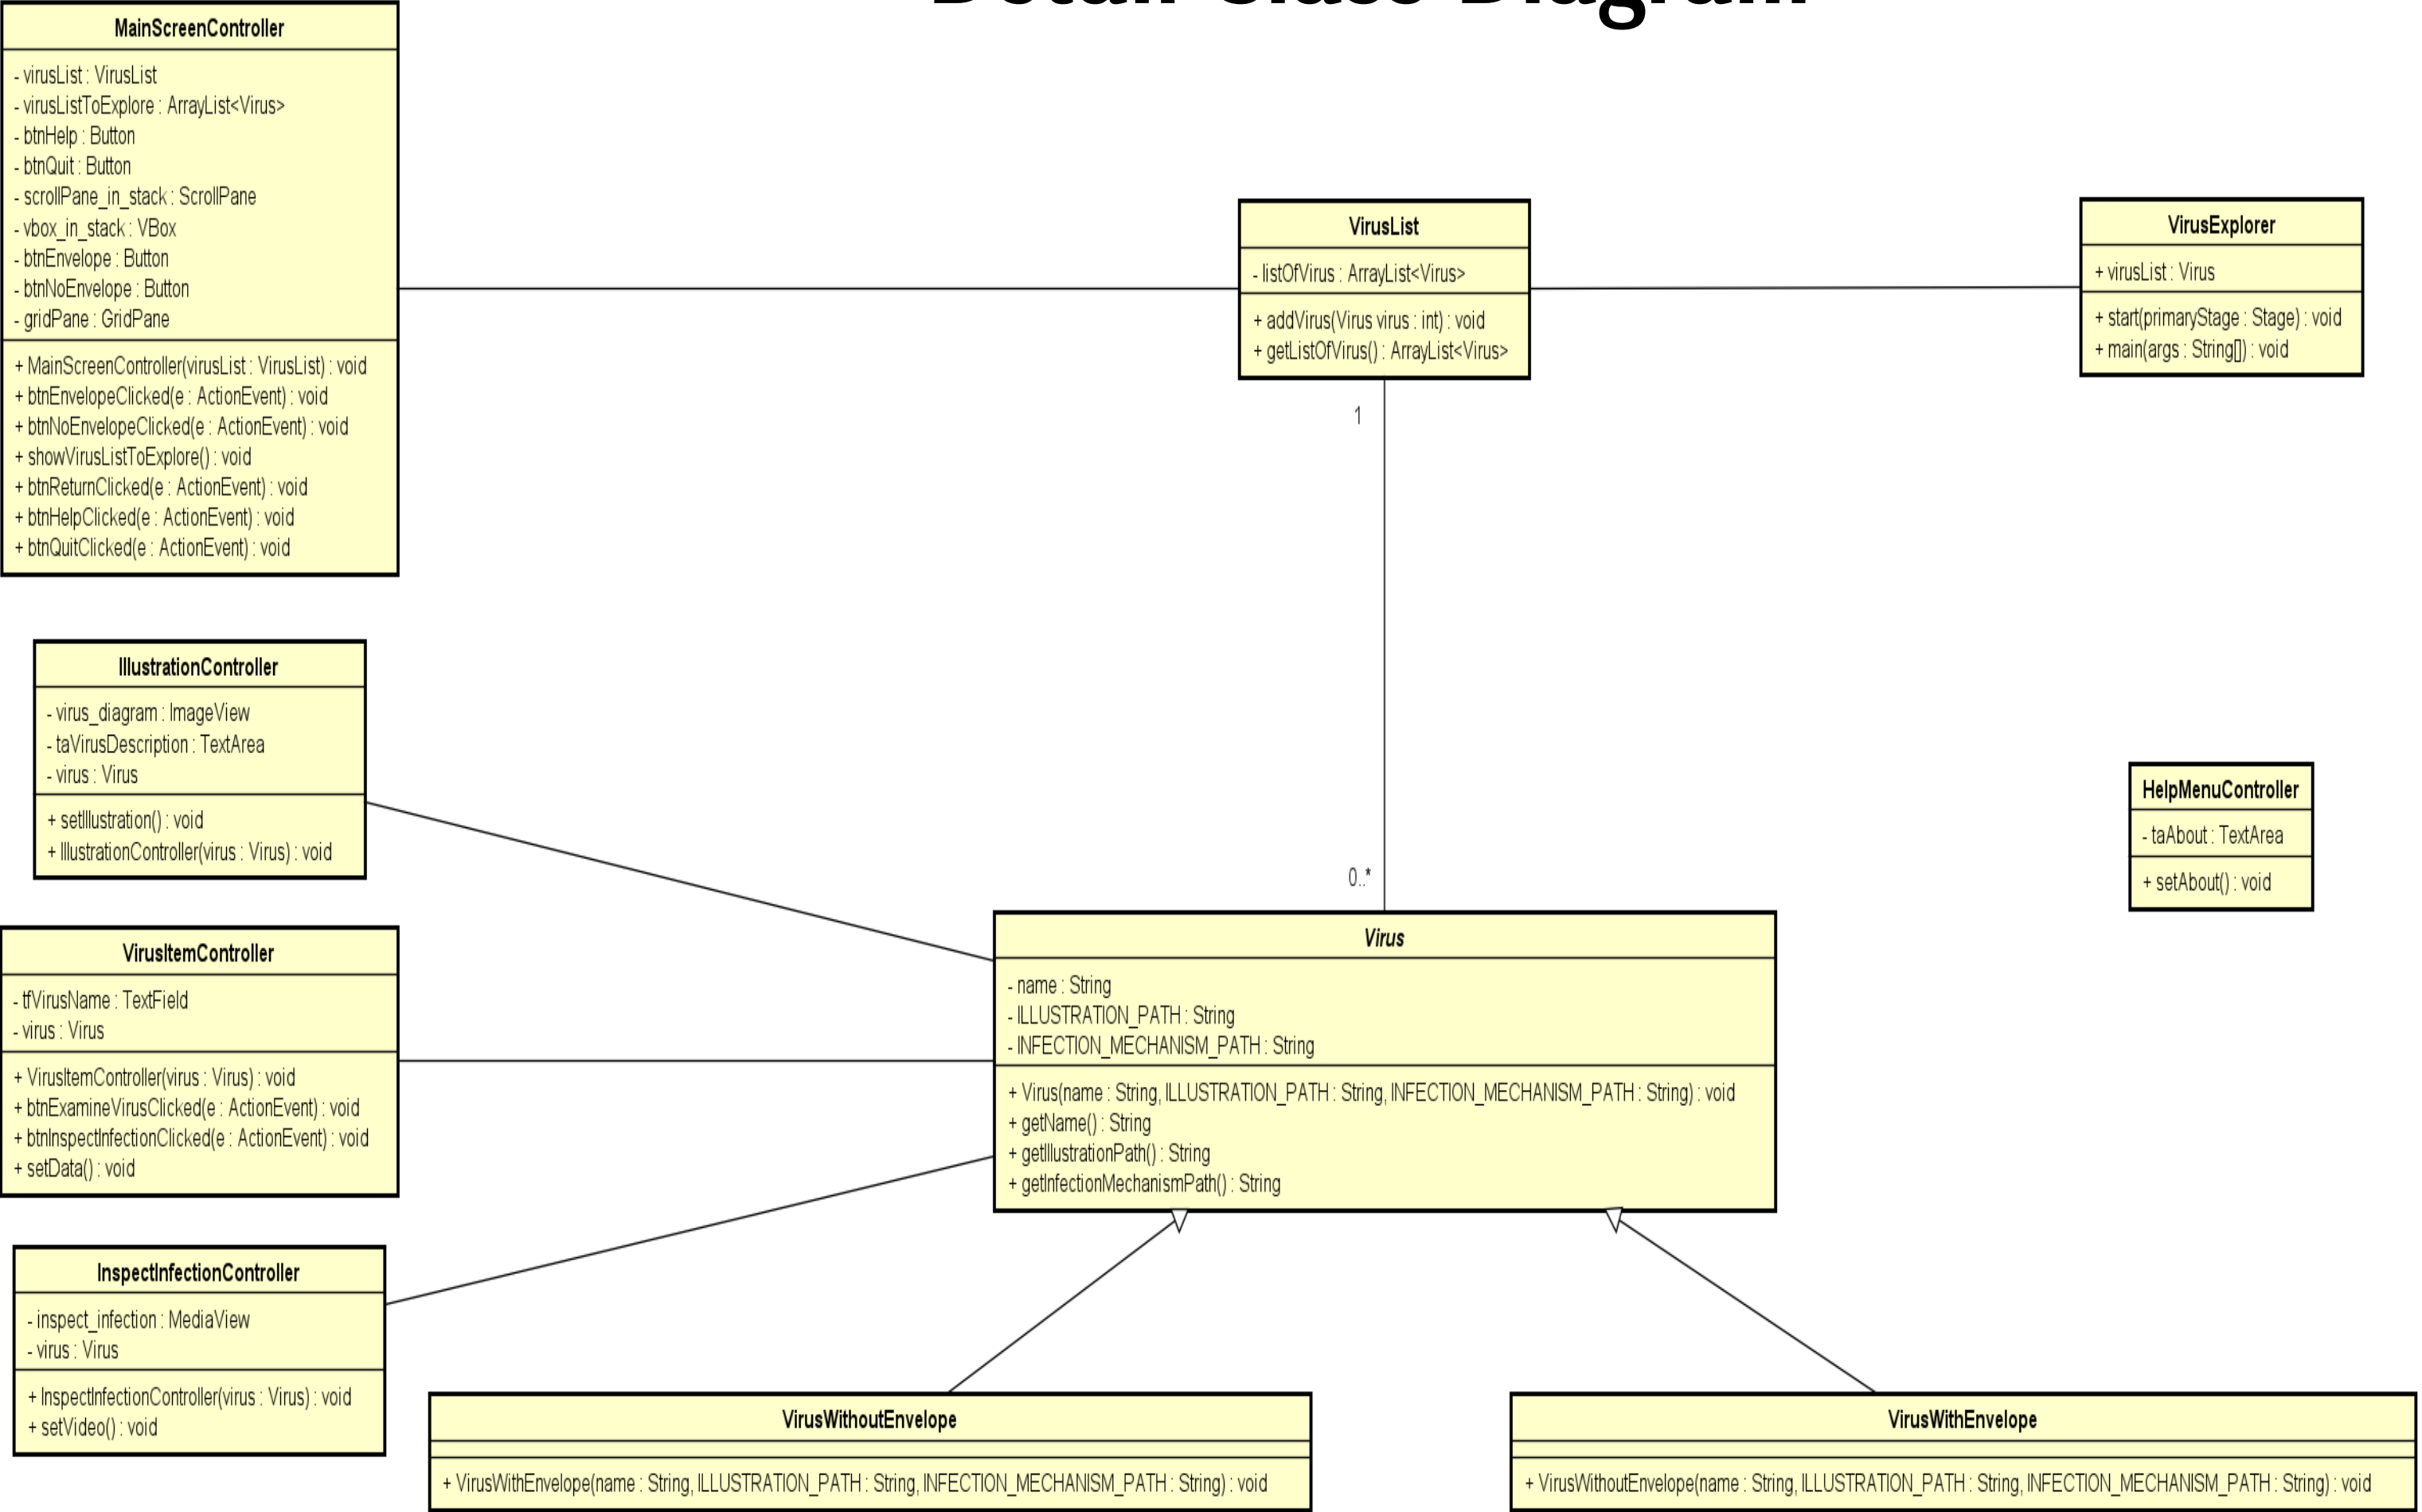 Detail Class Diagram
MainScreenController
- virusList : VirusList
- virusListToExplore : ArrayList<Virus>
- btnHelp : Button
- btnQuit : Button
- scrollPane_in_stack : ScrollPane
- vbox_in_stack : VBox
- btnEnvelope : Button
- btnNoEnvelope : Button
- gridPane : GridPane
+ MainScreenController(virusList : VirusList) : void
+ btnEnvelopeClicked(e : ActionEvent) : void
+ btnNoEnvelopeClicked(e : ActionEvent) : void
+ showVirusListToExplore() : void
+ btnReturnClicked(e : ActionEvent) : void
+ btnHelpClicked(e : ActionEvent) : void
+ btnQuitClicked(e : ActionEvent) : void
VirusList
- listOfVirus : ArrayList<Virus>
+ addVirus(Virus virus : int) : void
+ getListOfVirus() : ArrayList<Virus>
VirusExplorer
+ virusList : Virus
+ start(primaryStage : Stage) : void
+ main(args : String[]) : void
1
0..*
IllustrationController
- virus_diagram : ImageView
- taVirusDescription : TextArea
- virus : Virus
+ setIllustration() : void
+ IllustrationController(virus : Virus) : void
HelpMenuController
- taAbout : TextArea
+ setAbout() : void
VirusItemController
- tfVirusName : TextField
- virus : Virus
+ VirusItemController(virus : Virus) : void
+ btnExamineVirusClicked(e : ActionEvent) : void
+ btnInspectInfectionClicked(e : ActionEvent) : void
+ setData() : void
Virus
- name : String
- ILLUSTRATION_PATH : String
- INFECTION_MECHANISM_PATH : String
+ Virus(name : String, ILLUSTRATION_PATH : String, INFECTION_MECHANISM_PATH : String) : void
+ getName() : String
+ getIllustrationPath() : String
+ getInfectionMechanismPath() : String
InspectInfectionController
- inspect_infection : MediaView
- virus : Virus
+ InspectInfectionController(virus : Virus) : void
+ setVideo() : void
VirusWithoutEnvelope
+ VirusWithEnvelope(name : String, ILLUSTRATION_PATH : String, INFECTION_MECHANISM_PATH : String) : void
VirusWithEnvelope
+ VirusWithoutEnvelope(name : String, ILLUSTRATION_PATH : String, INFECTION_MECHANISM_PATH : String) : void